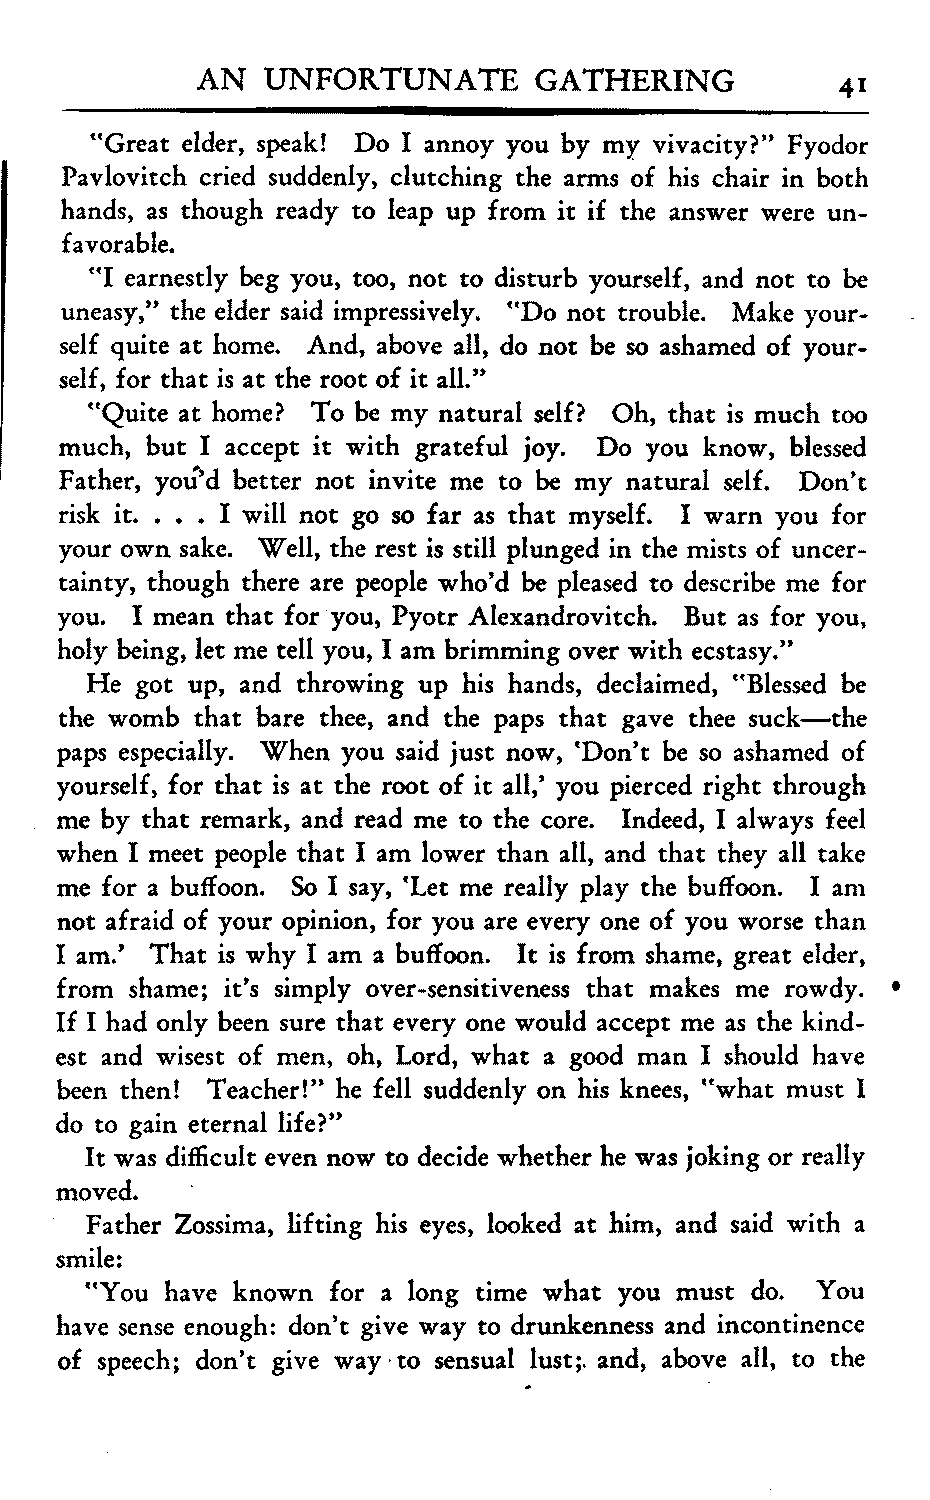 AN UNFORTUNATE GATHERING 41
"Great elder, speak! Do I annoy you by my vivacity?" Fyodor
Pavlovitch cried suddenly, clutching the arms of his chair in both
hands, as though ready to leap up from it if the answer were un-
favorable.
"I earnestly beg you, too, not to disturb yourself, and not to be
uneasy," the elder said impressively. "Do not trouble. Make your-
self quite at home. And, above all, do not be so ashamed of your-
self, for that is at the root of it all."
"Quite at home? To be my natural self? Oh, that is much too
much, but I accept it with grateful joy. Do you know, blessed
Father, you'd better not invite me to be my natural self. Don't
risk it. . . . I will not go so far as that myself. I warn you for
your own sake. Well, the rest is still plunged in the mists of uncer-
tainty, though there are people who'd be pleased to describe me for
you. I mean that for you, Pyotr Alexandrovitch. But as for you,
holy being, let me tell you, I am brimming over with ecstasy."
He got up, and throwing up his hands, declaimed, "Blessed be
the womb that bare thee, and the paps that gave thee suck—the
paps especially. When you said just now, 'Don't be so ashamed of
yourself, for that is at the root of it all,' you pierced right through
me by that remark, and read me to the core. Indeed, I always feel
when I meet people that I am lower than all, and that they all take
me for a buffoon. So I say, 'Let me really play the buffoon. I am
not afraid of your opinion, for you are every one of you worse than
I am.' That is why I am a buffoon. It is from shame, great elder,
from shame; it's simply over-sensitiveness that makes me rowdy.
If I had only been sure that every one would accept me as the kind-
est and wisest of men, oh, Lord, what a good man I should have
been then! Teacher!" he fell suddenly on his knees, "what must I
do to gain eternal life?"
It was difficult even now to decide whether he was joking or really
moved.
Father Zossima, lifting his eyes, looked at him, and said with a
smile:
"You have known for a long time what you must do. You
have sense enough: don't give way to drunkenness and incontinence
of speech; don't give way to sensual lust; and, above all, to the